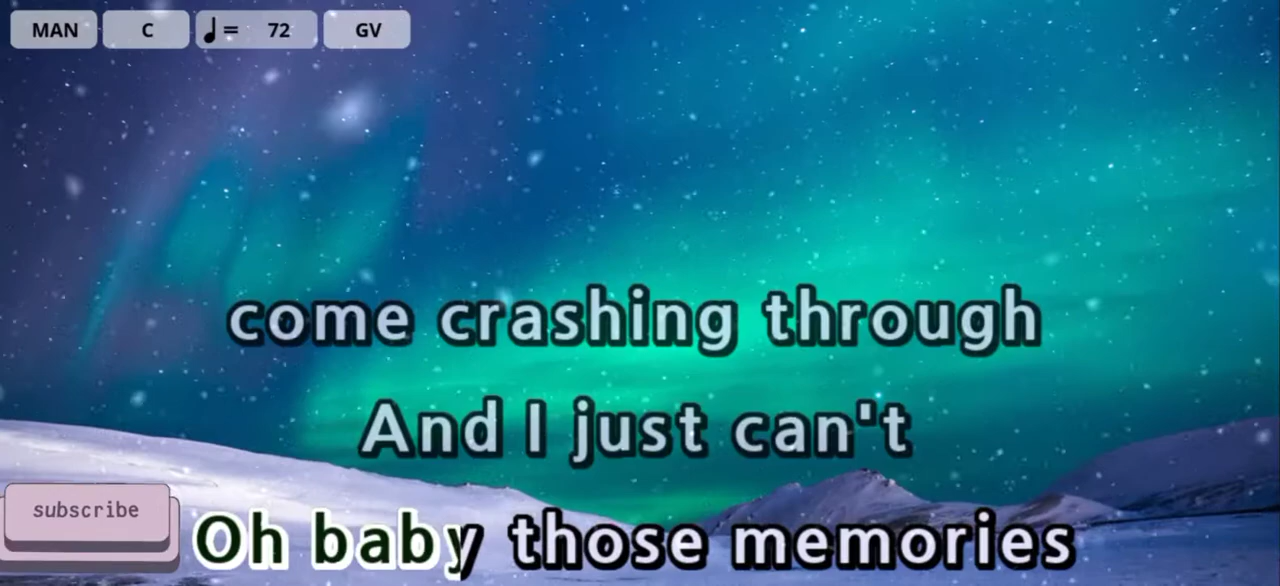 MAN C ♩= 72 GV
come crashing through
And I just can't
subscribe
Oh baby those memories